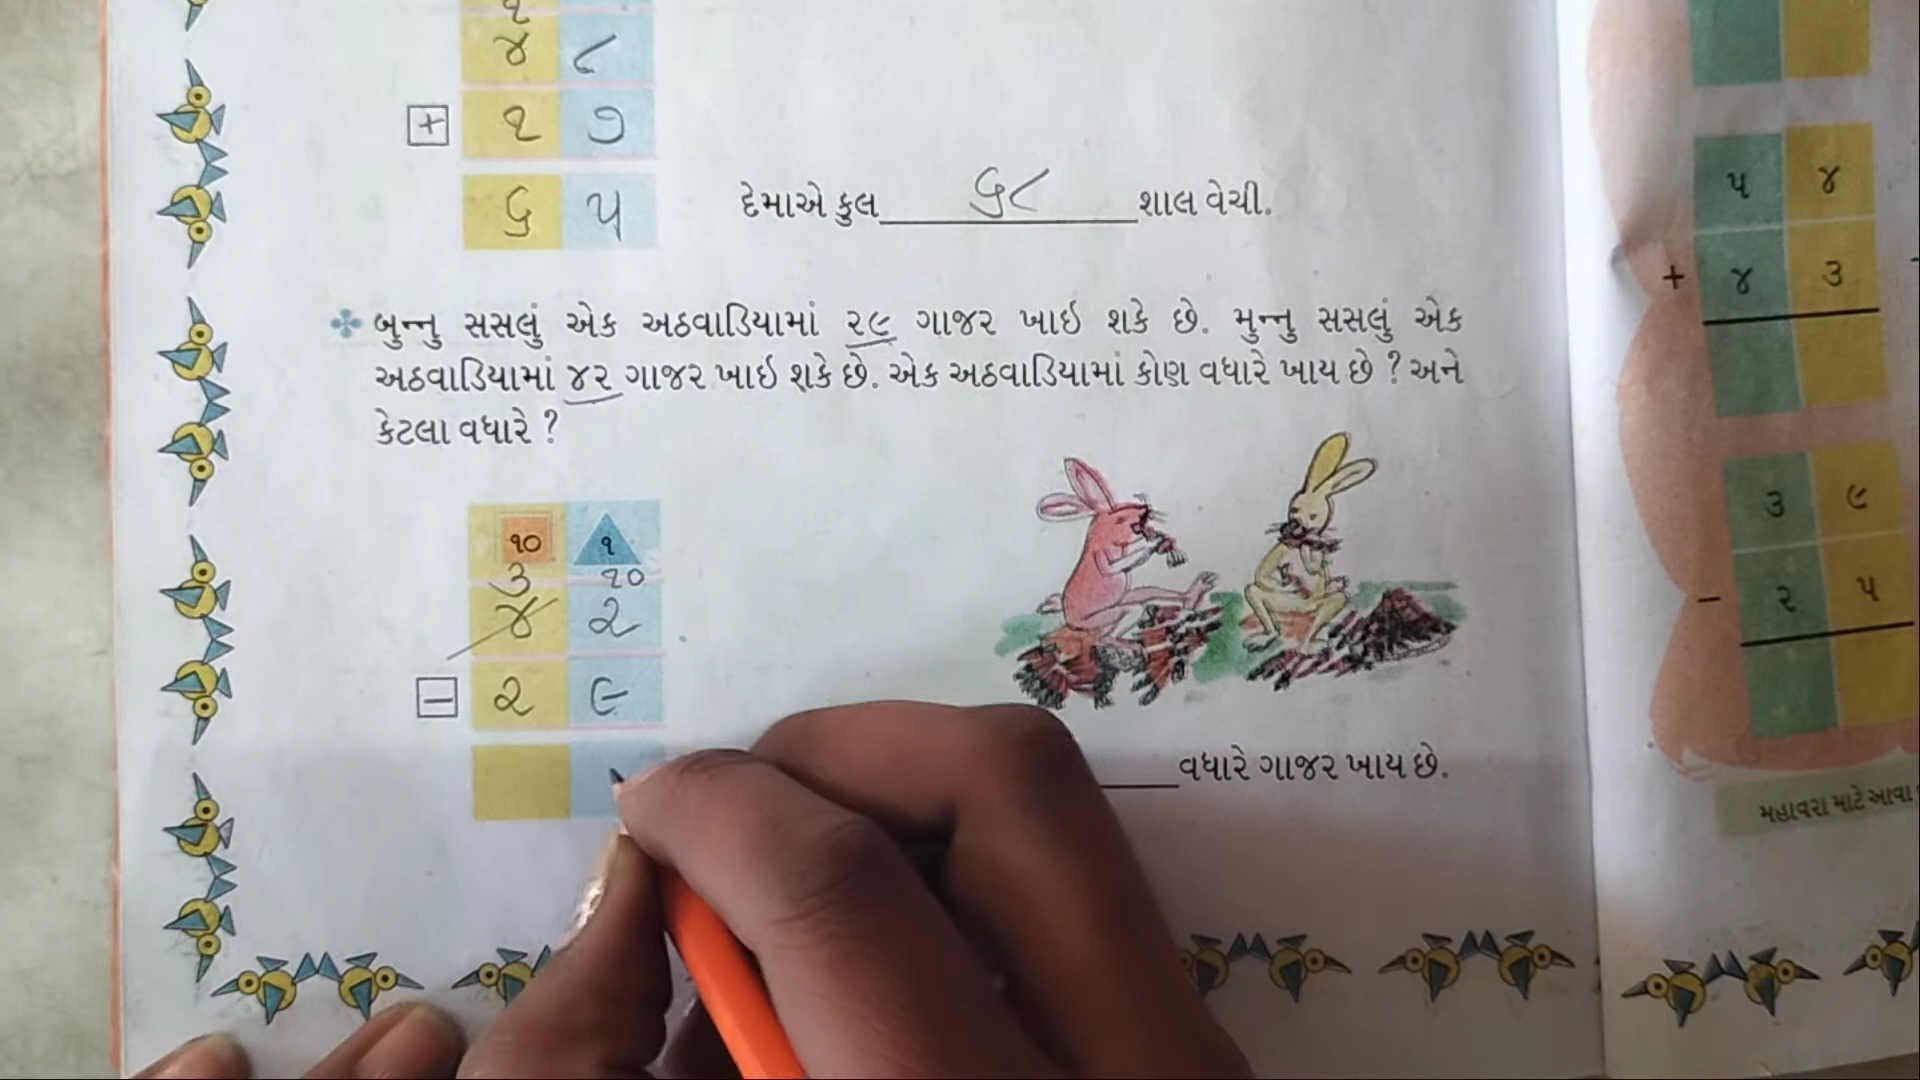 ૧
૪ ૮
+ ૧ ૭
૬ ૫
દેમાએ કુલ ૬૮ શાલ વેચી.
બુન્નુ સસલું એક અઠવાડિયામાં ૨૯ ગાજર ખાઇ શકે છે. મુન્નુ સસલું એક
અઠવાડિયામાં ૪૨ ગાજર ખાઇ શકે છે. એક અઠવાડિયામાં કોણ વધારે ખાય છે ? અને
કેટલા વધારે ?
૧૦ ૧
૩ ૧૦
૪ ૨
- ૨ ૯
વધારે ગાજર ખાય છે.
૫ ૪
+ ૪ ૩
૩ ૯
- ૨ ૫
મહાવરા માટે આવા